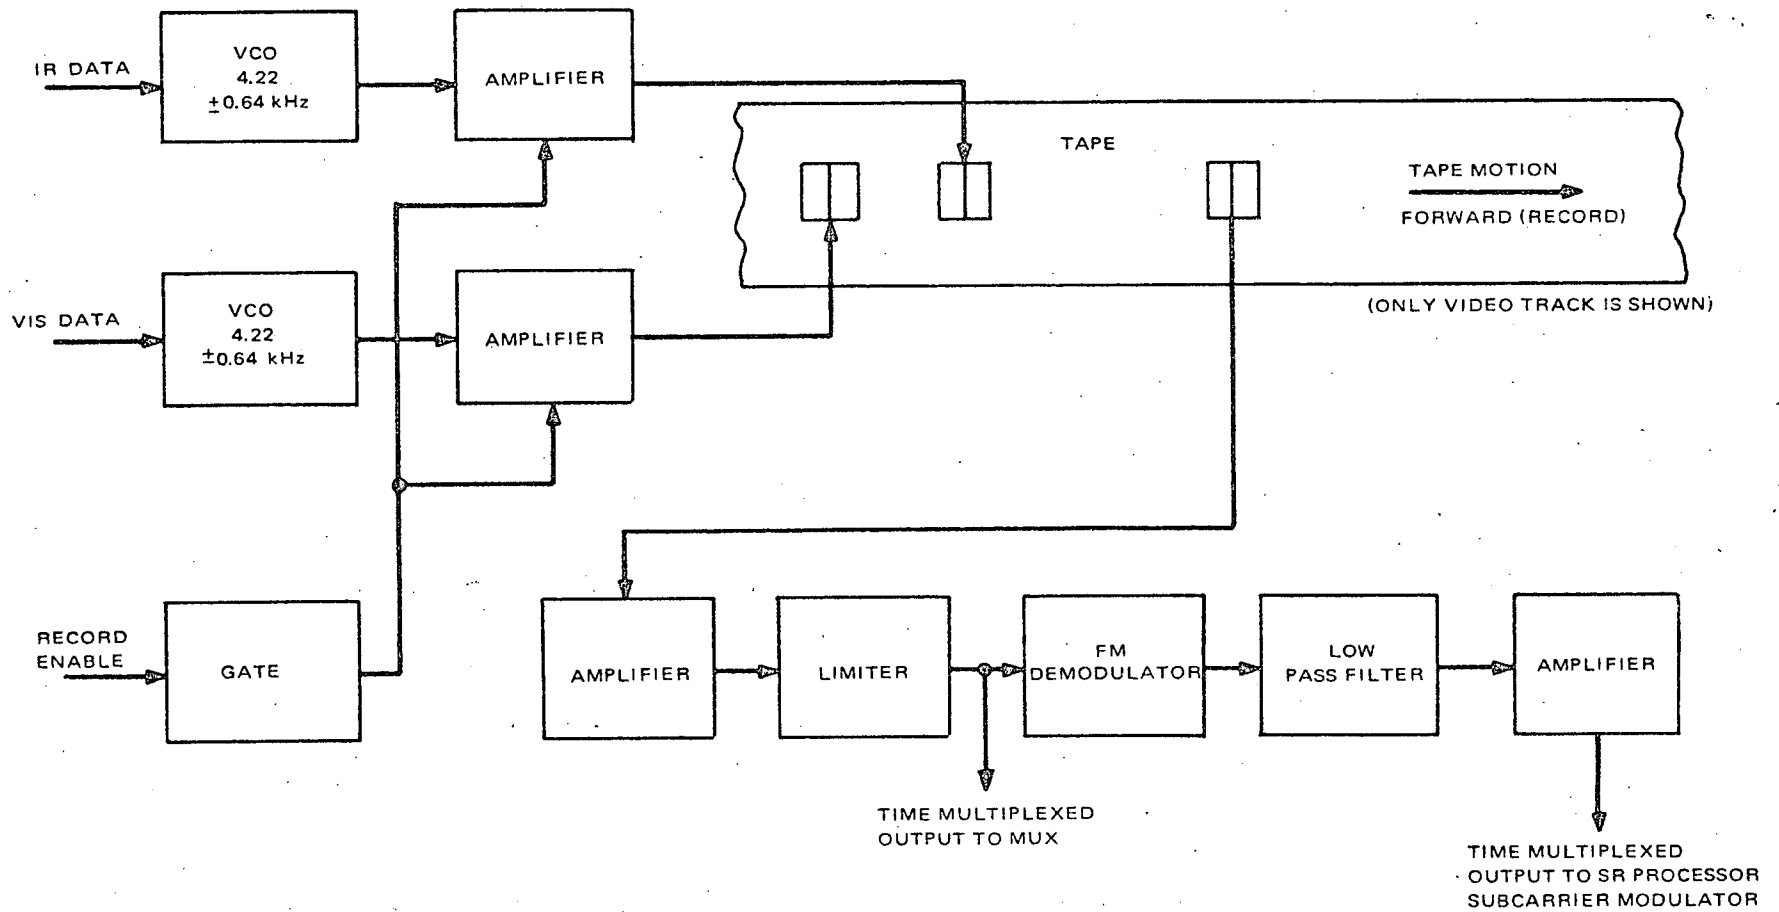 IR DATA
VCO
4.22
±0.64 kHz
AMPLIFIER
TAPE
TAPE MOTION
FORWARD (RECORD)
(ONLY VIDEO TRACK IS SHOWN)
VIS DATA
VCO
4.22
±0.64 kHz
AMPLIFIER
RECORD
ENABLE
GATE
AMPLIFIER
LIMITER
FM
DEMODULATOR
LOW
PASS FILTER
AMPLIFIER
TIME MULTIPLEXED
OUTPUT TO MUX
TIME MULTIPLEXED
OUTPUT TO SR PROCESSOR
SUBCARRIER MODULATOR